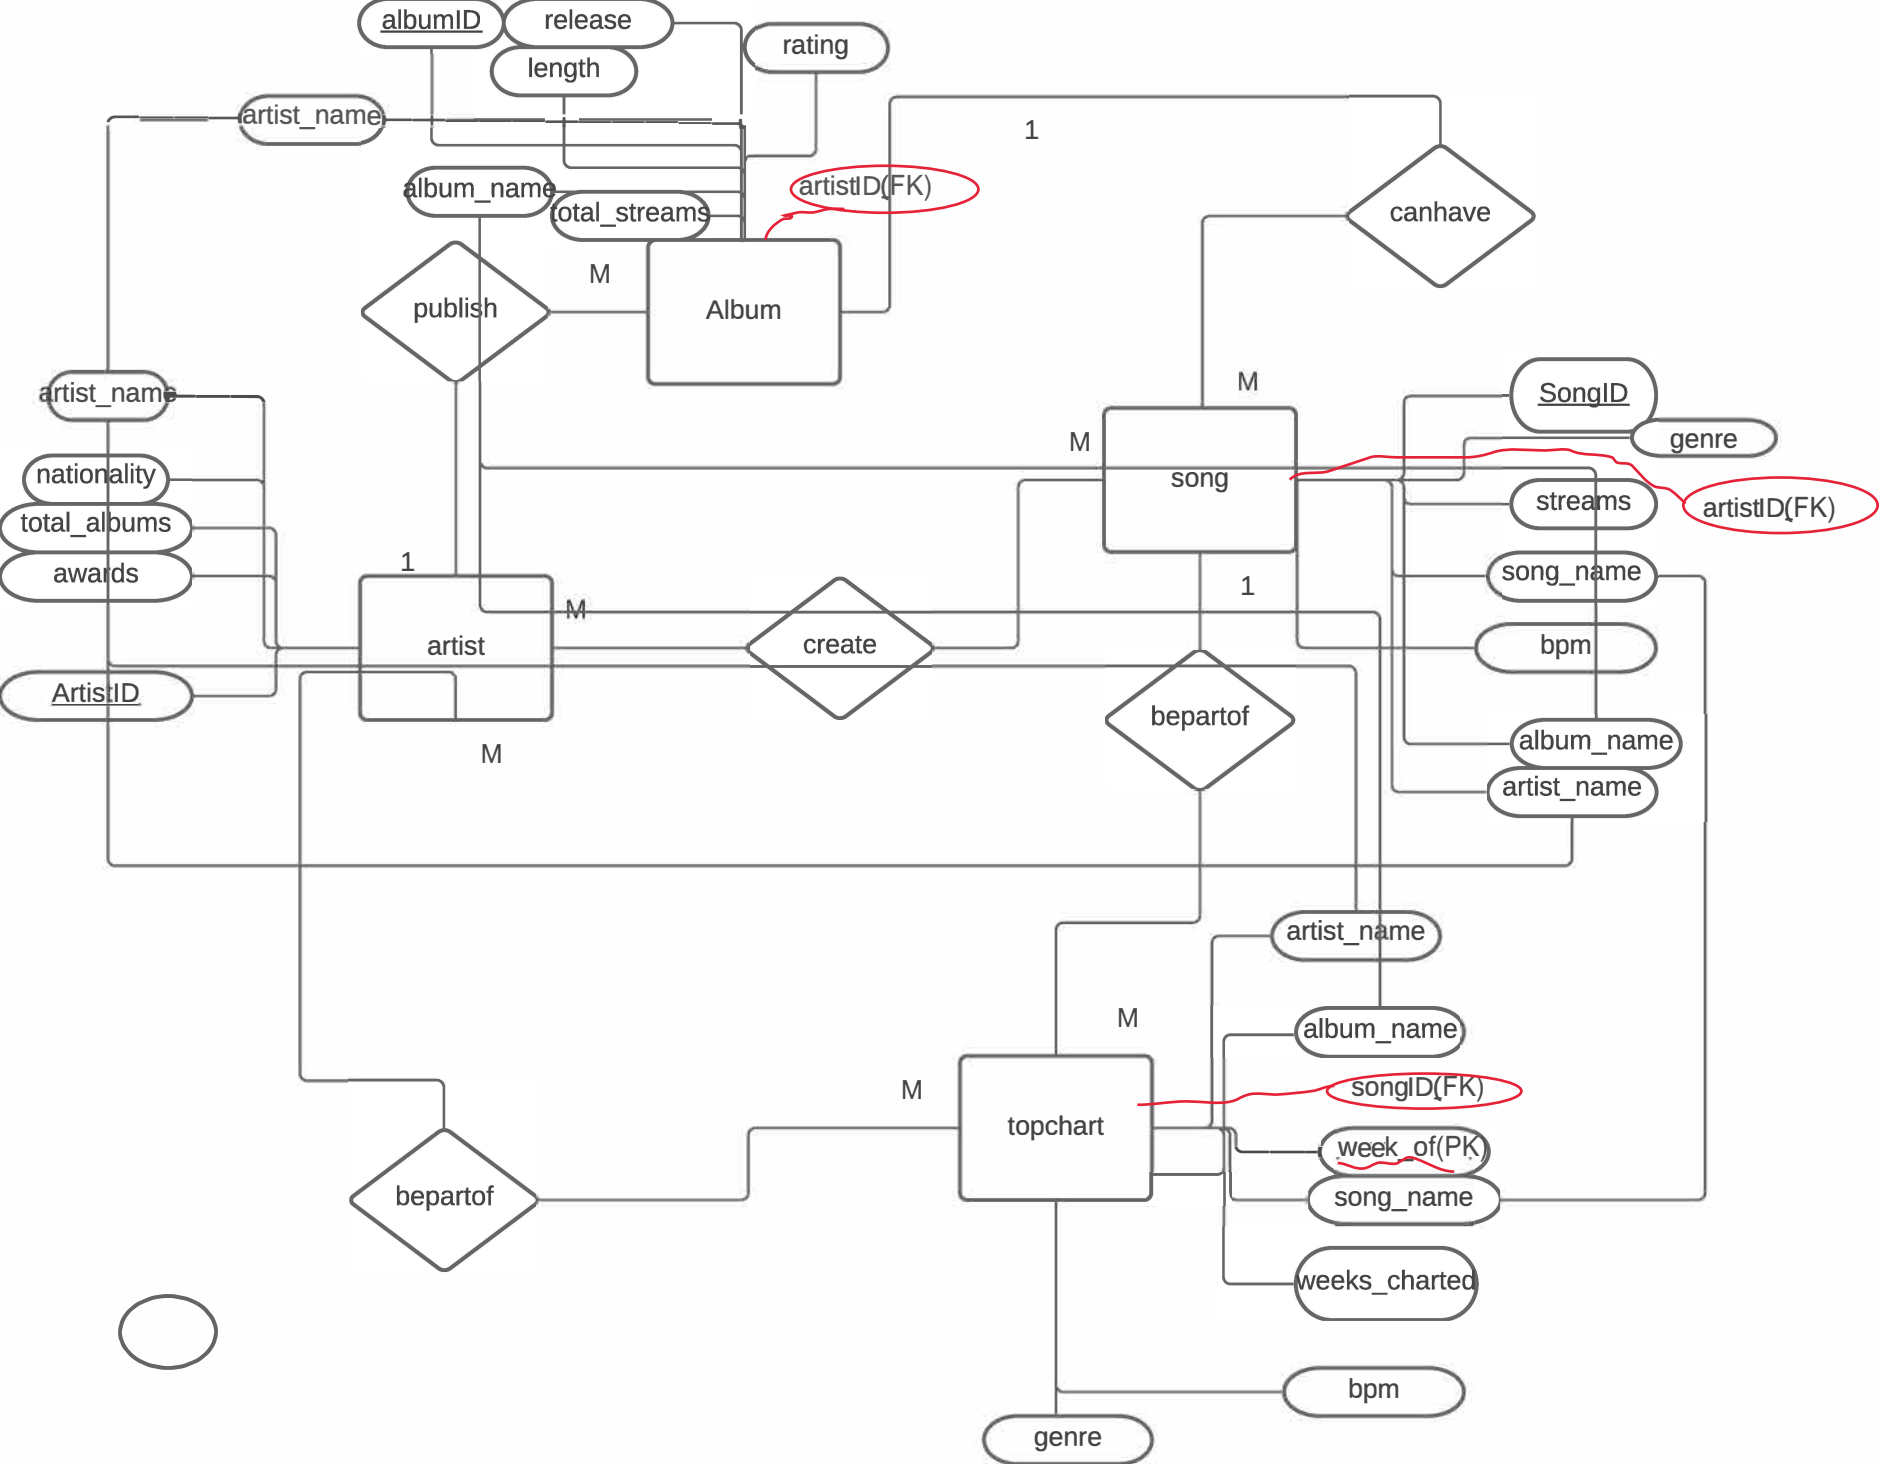 albumID
release
rating
length
artist_name
1
album_name
artistID(FK)
total_streams
canhave
M
publish
Album
M
artist_name
SongID
M
genre
nationality
song
streams
artistID(FK)
total_albums
1
awards
song_name
1
M
artist
create
bpm
ArtistID
bepartof
album_name
M
artist_name
artist_name
M
album_name
M
songID(FK)
topchart
week_of(PK)
bepartof
song_name
weeks_charted
bpm
genre